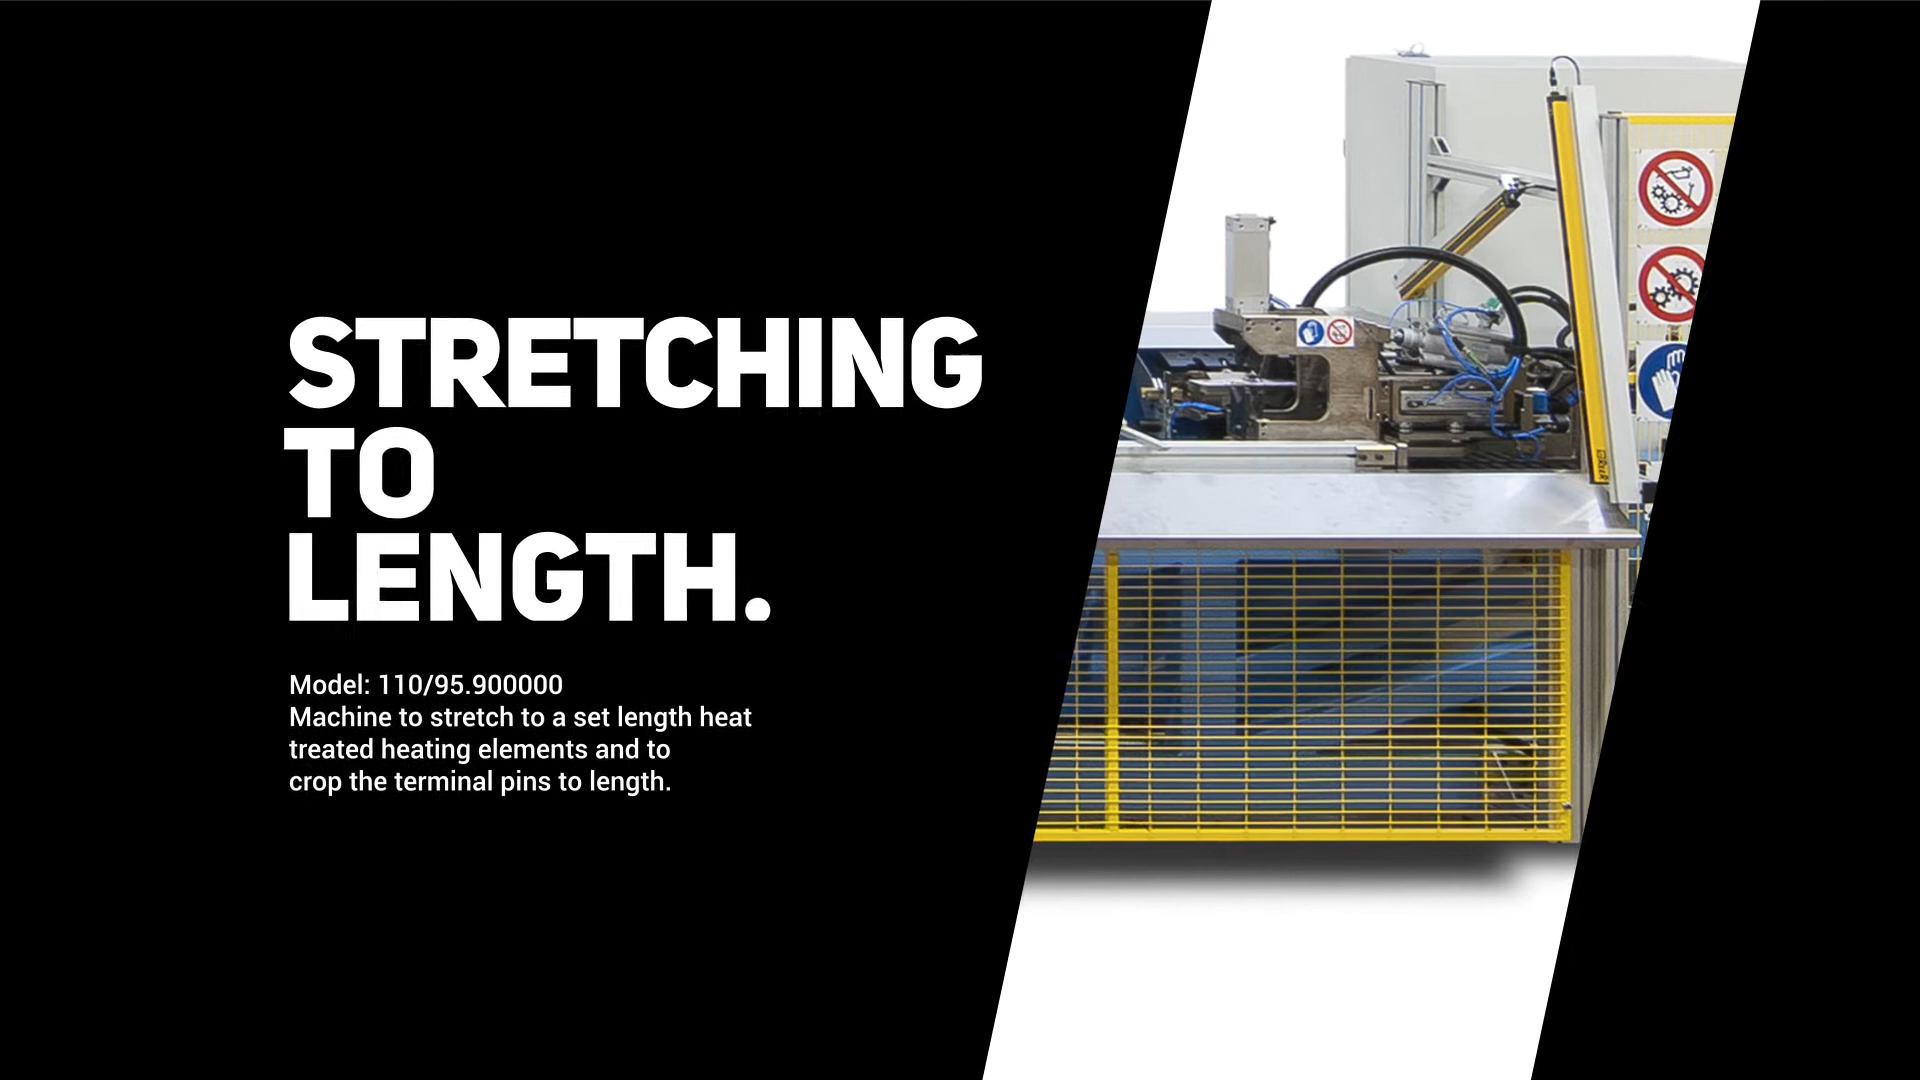 STRETCHING
TO
LENGTH.
Model: 110/95.900000
Machine to stretch to a set length heat
treated heating elements and to
crop the terminal pins to length.